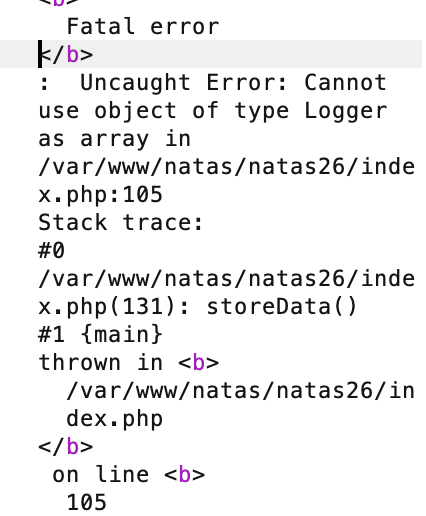 <b>
Fatal error
</b>
:  Uncaught Error: Cannot
use object of type Logger
as array in
/var/www/natas/natas26/inde
x.php:105
Stack trace:
#0
/var/www/natas/natas26/inde
x.php(131): storeData()
#1 {main}
thrown in <b>
/var/www/natas/natas26/in
dex.php
</b>
on line <b>
105